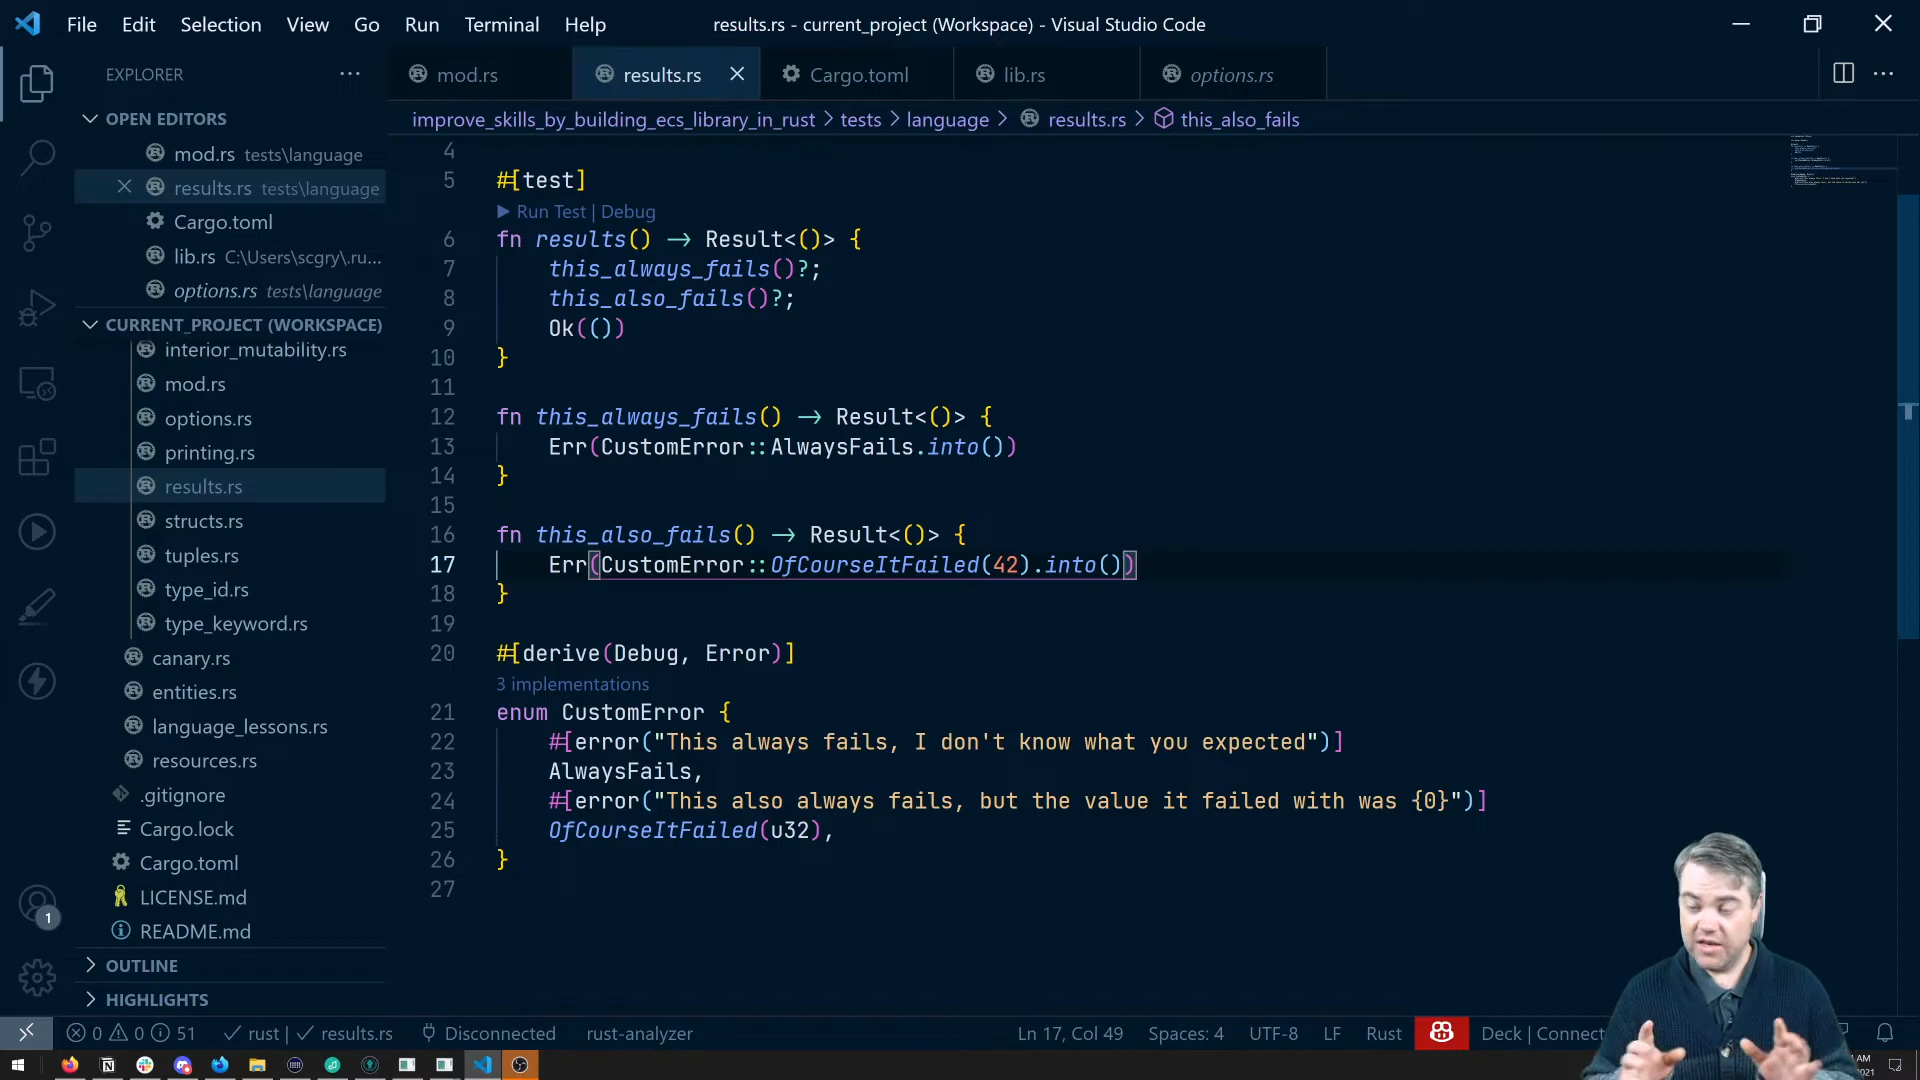 File Edit Selection View Go Run Terminal Help
results.rs - current_project (Workspace) - Visual Studio Code
EXPLORER
mod.rs
results.rs
Cargo.toml
lib.rs
options.rs
improve_skills_by_building_ecs_library_in_rust > tests > language > results.rs > this_also_fails
OPEN EDITORS
mod.rs tests\language
results.rs tests\language
Cargo.toml
lib.rs C:\Users\scgry\.ru...
options.rs tests\language
CURRENT_PROJECT (WORKSPACE)
interior_mutability.rs
mod.rs
options.rs
printing.rs
results.rs
structs.rs
tuples.rs
type_id.rs
type_keyword.rs
canary.rs
entities.rs
language_lessons.rs
resources.rs
.gitignore
Cargo.lock
Cargo.toml
LICENSE.md
README.md
OUTLINE
HIGHLIGHTS
4
5 #[test]
Run Test | Debug
6 fn results() -> Result<()> {
7 this_always_fails()?;
8 this_also_fails()?;
9 Ok(())
10 }
11
12 fn this_always_fails() -> Result<()> {
13 Err(CustomError::AlwaysFails.into())
14 }
15
16 fn this_also_fails() -> Result<()> {
17 Err(CustomError::OfCourseItFailed(42).into())
18 }
19
20 #[derive(Debug, Error)]
3 implementations
21 enum CustomError {
22 #[error("This always fails, I don't know what you expected")]
23 AlwaysFails,
24 #[error("This also always fails, but the value it failed with was {0}")]
25 OfCourseItFailed(u32),
26 }
27
1
0 0 51 rust | results.rs Disconnected rust-analyzer Ln 17, Col 49 Spaces: 4 UTF-8 LF Rust Deck | Connect
AM
2021